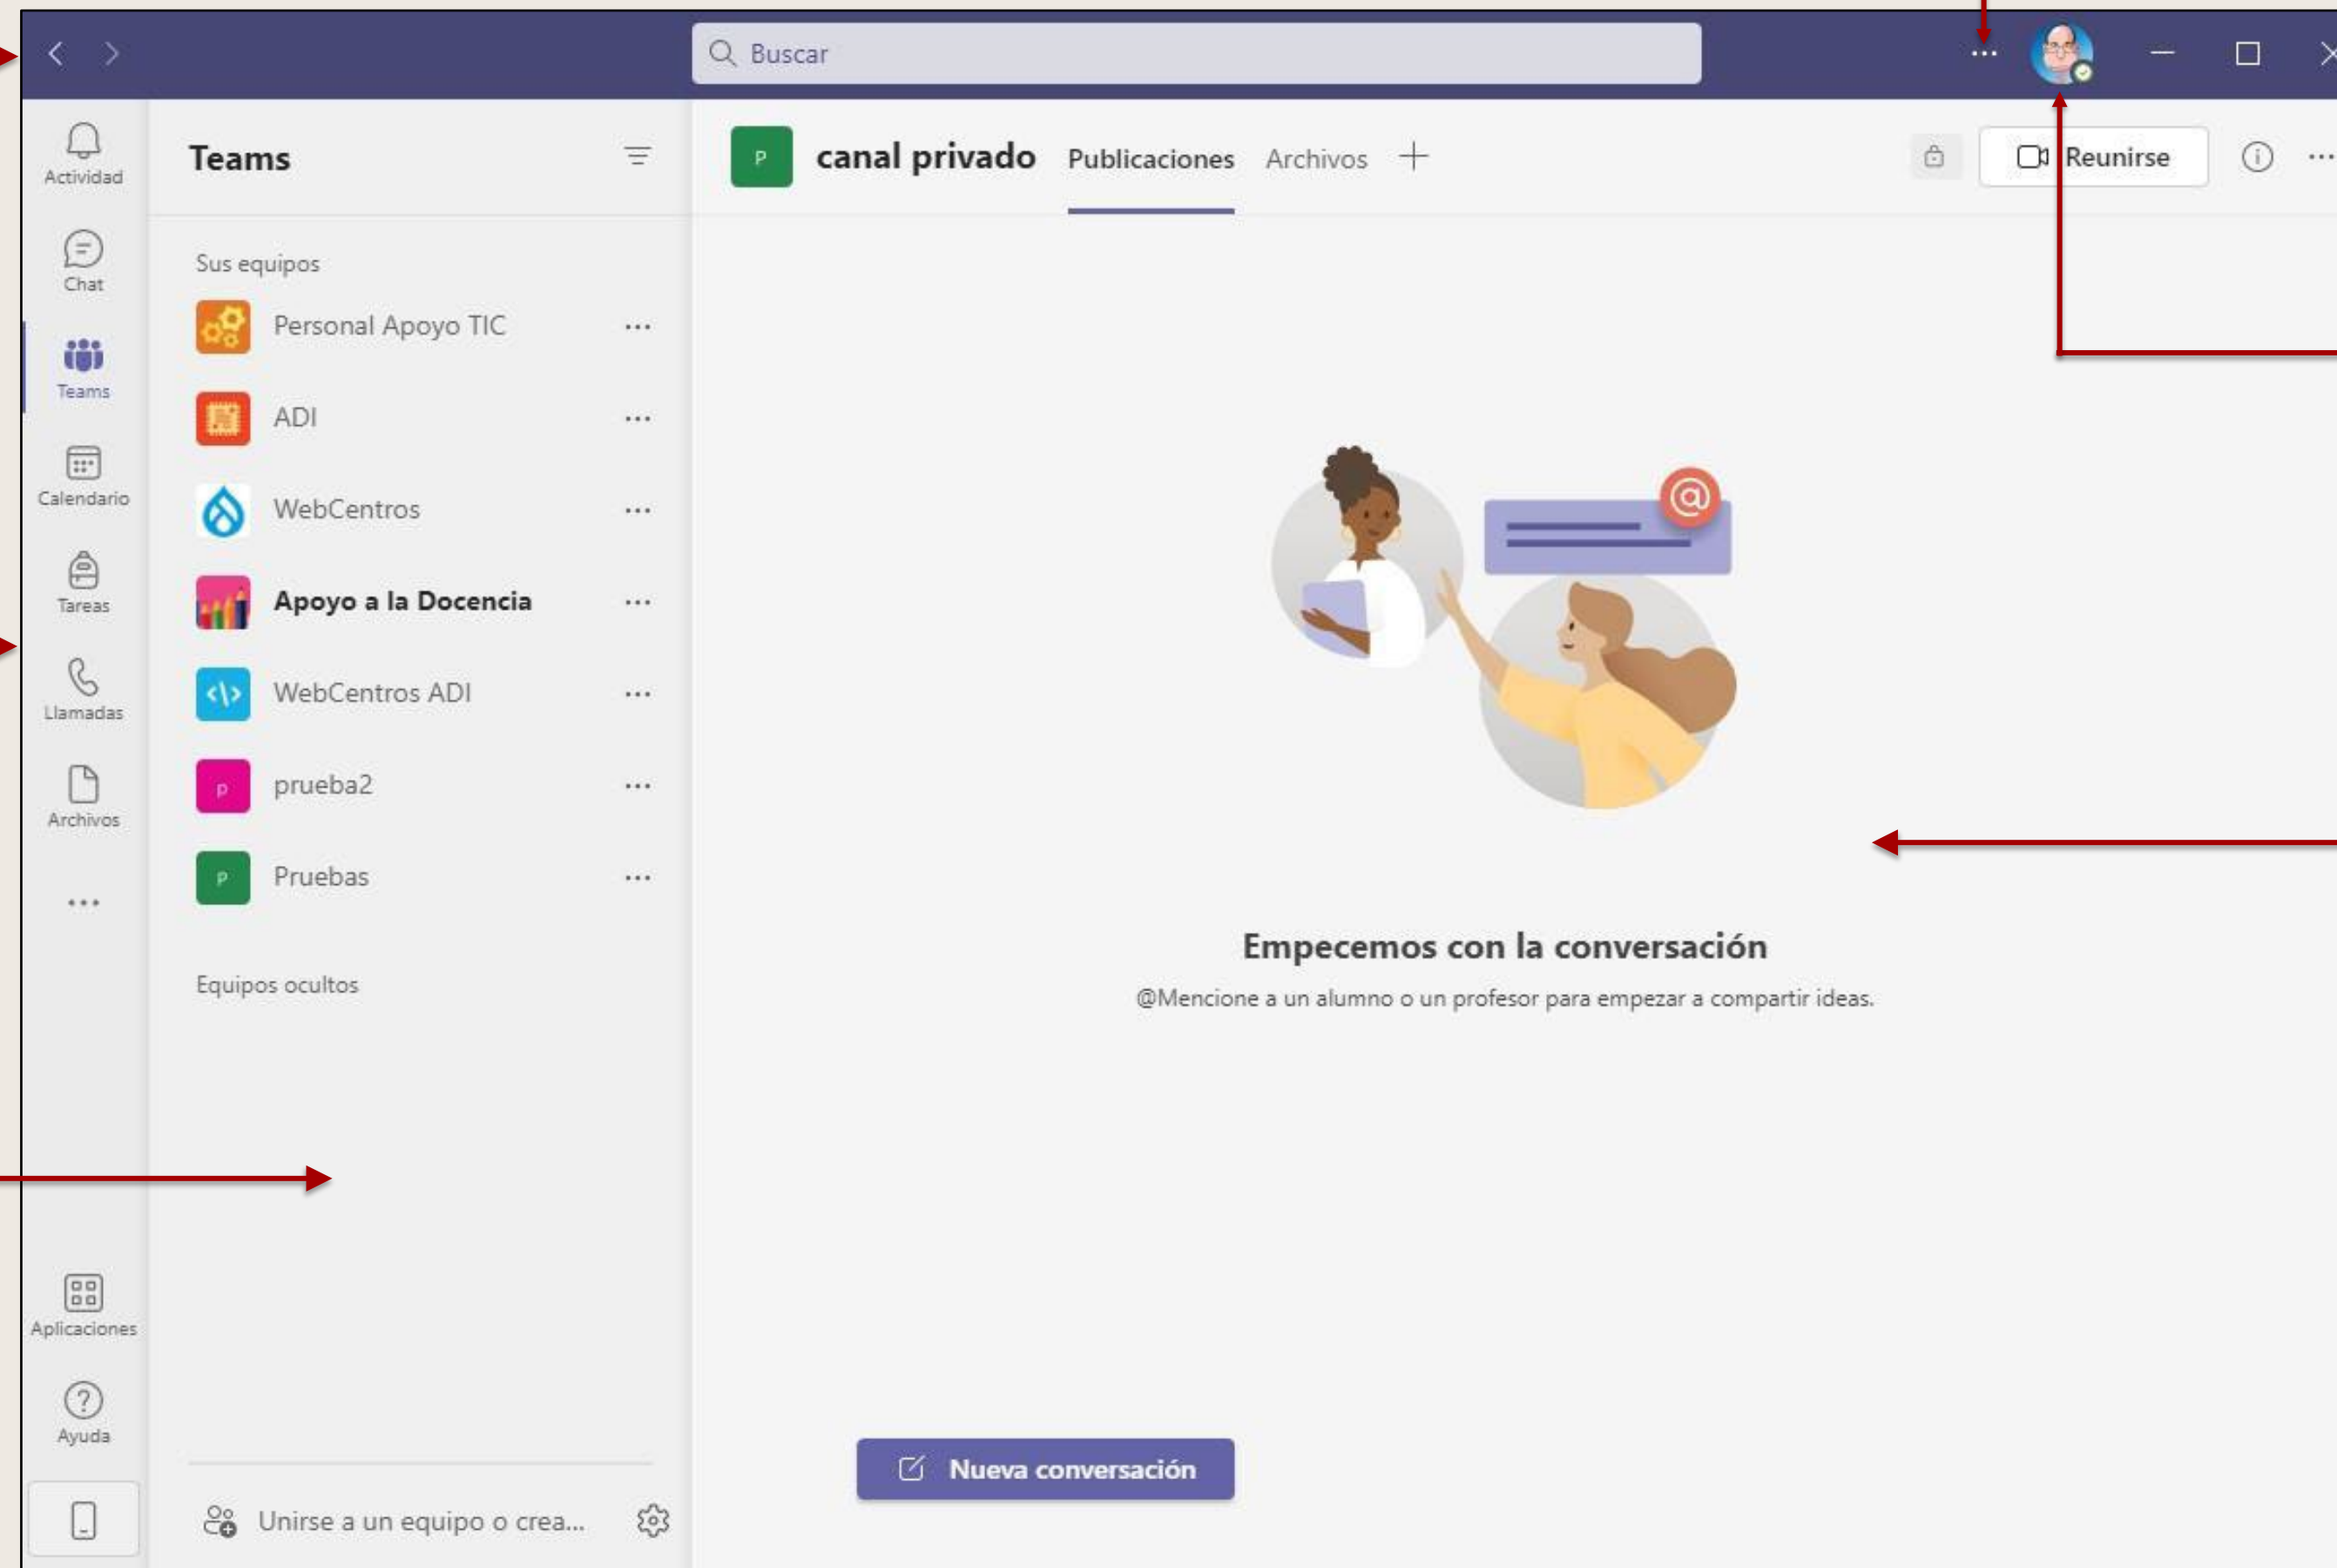 Buscar
Actividad
Chat
Teams
Calendario
Tareas
Llamadas
Archivos
Aplicaciones
Ayuda
Teams
Sus equipos
Personal Apoyo TIC
ADI
WebCentros
Apoyo a la Docencia
WebCentros ADI
p prueba2
P Pruebas
Equipos ocultos
Unirse a un equipo o crea...
P canal privado Publicaciones Archivos
Reunirse
@
Empecemos con la conversación
@Mencione a un alumno o un profesor para empezar a compartir ideas.
Nueva conversación